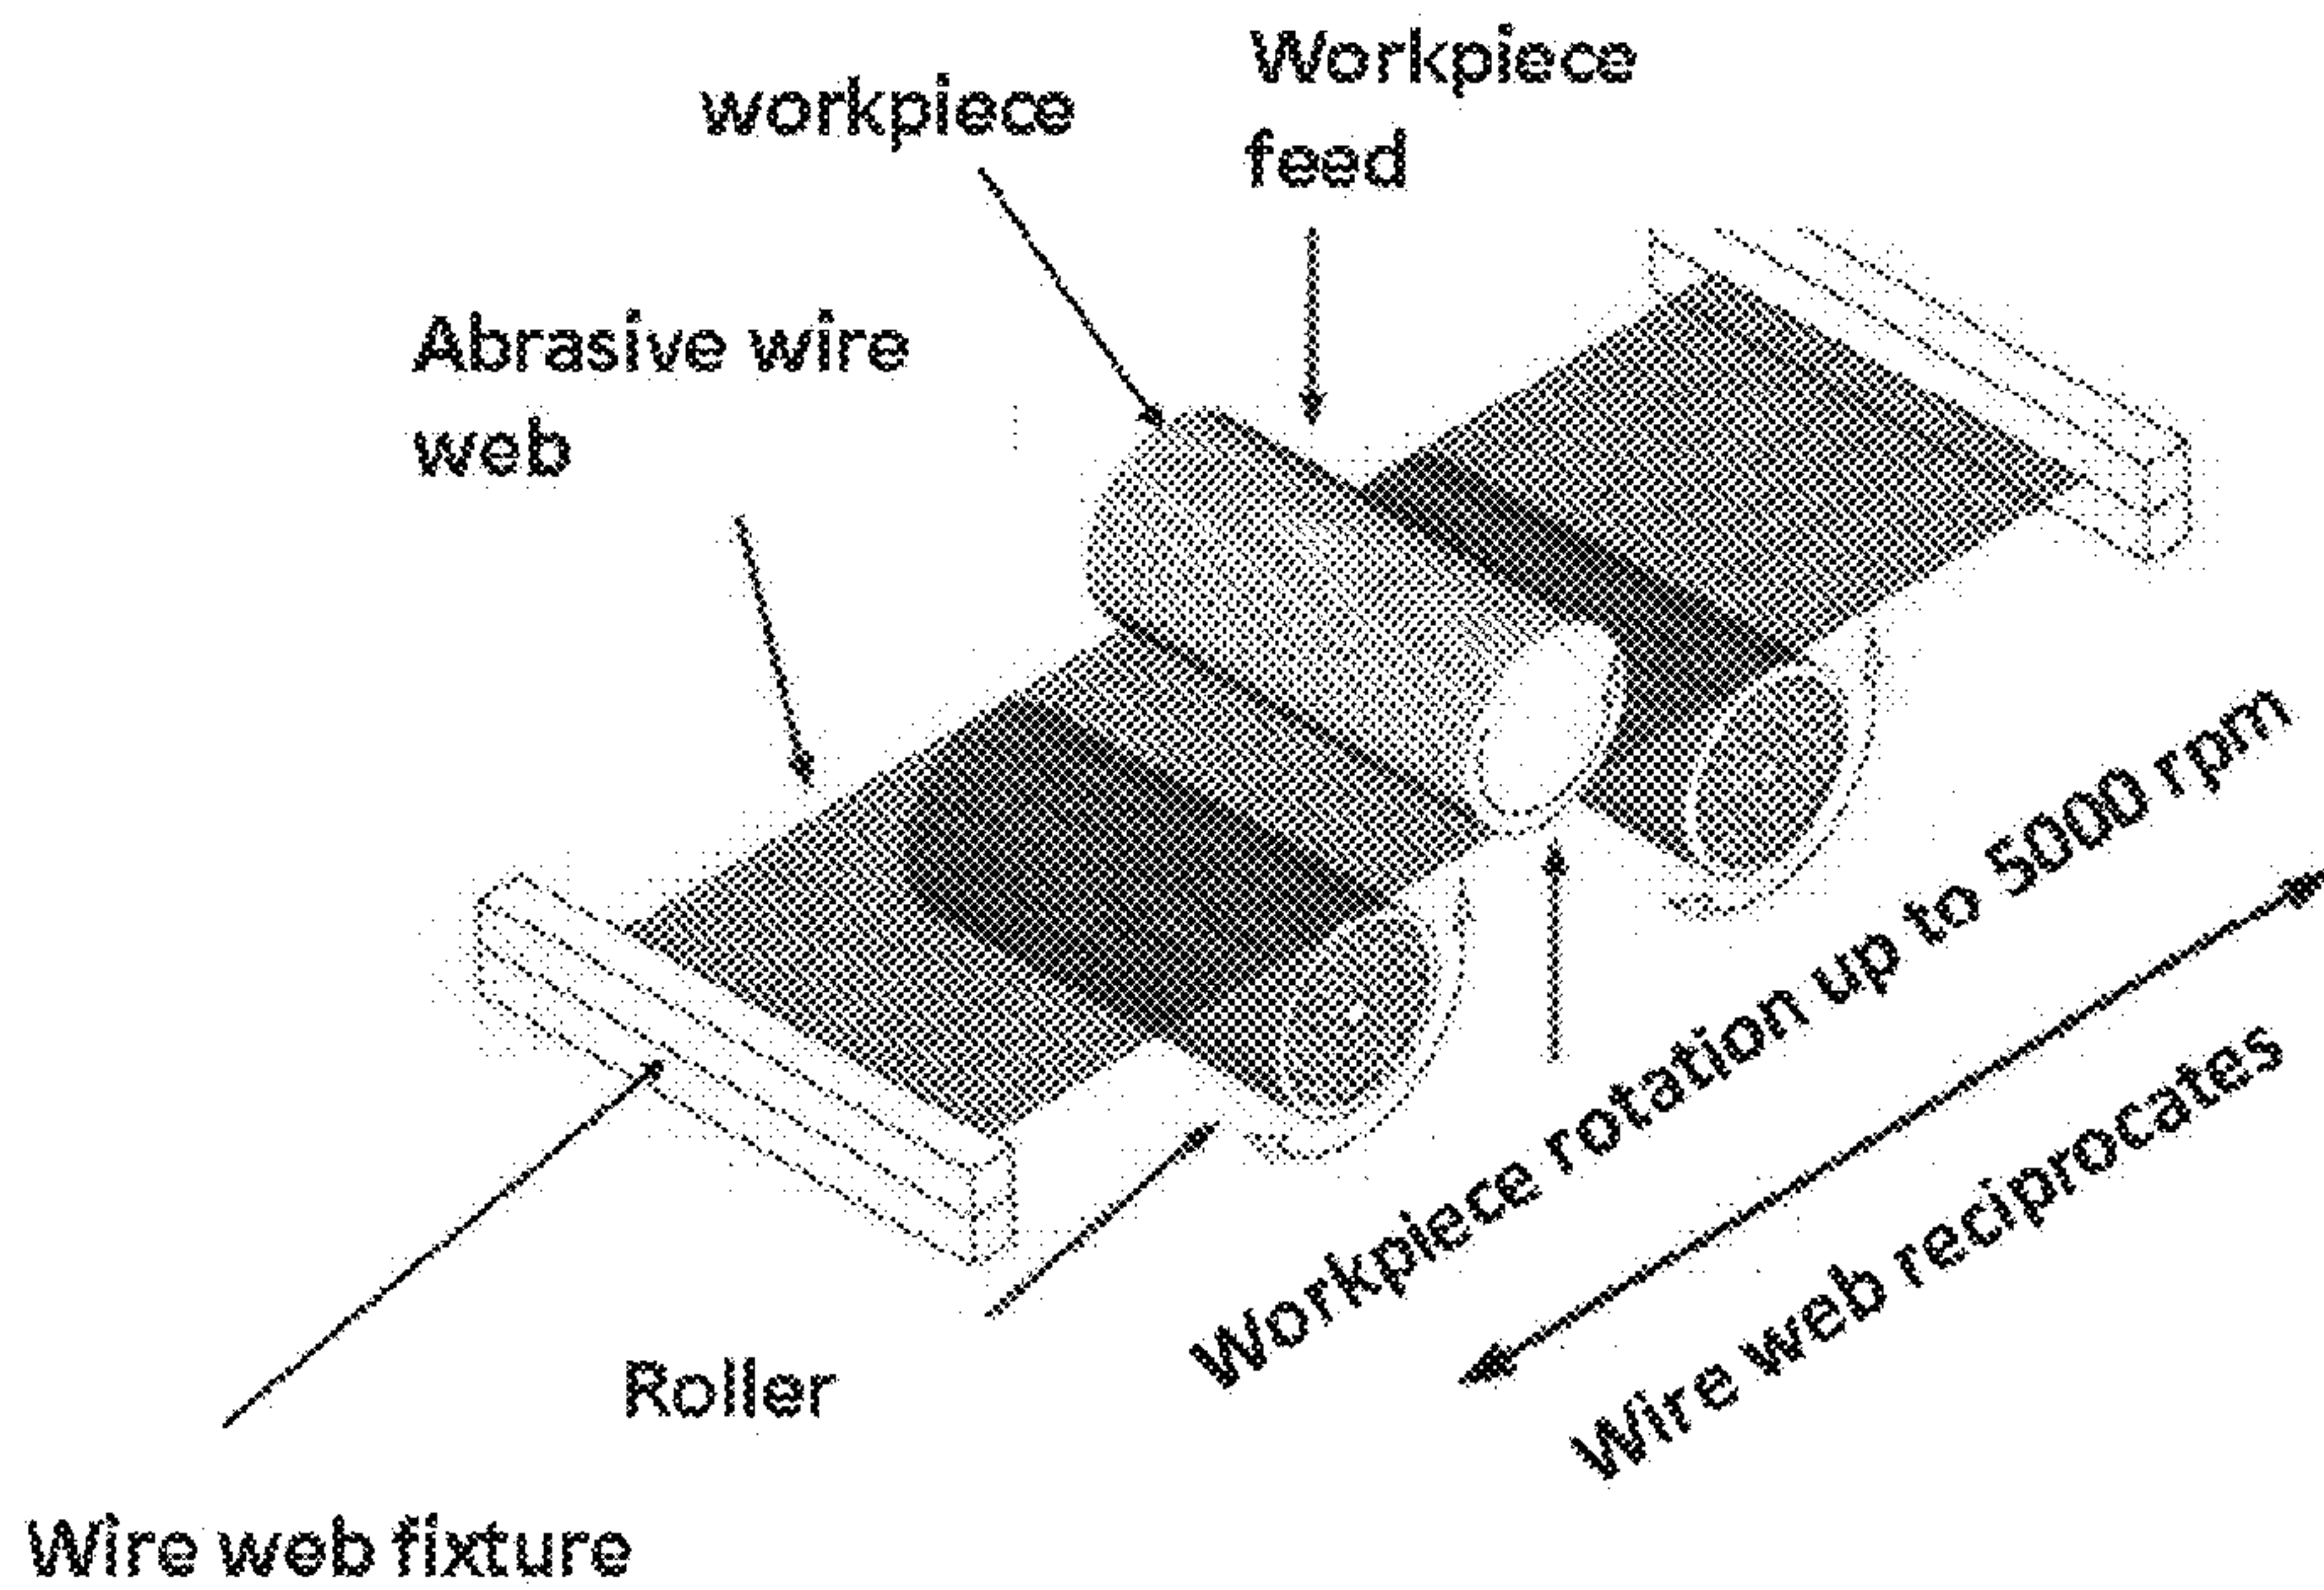 Workpiece
feed
workpiece
Abrasive wire
web
Workpiece rotation up to 5000 rpm
Wire web reciprocates
Roller
Wire web fixture